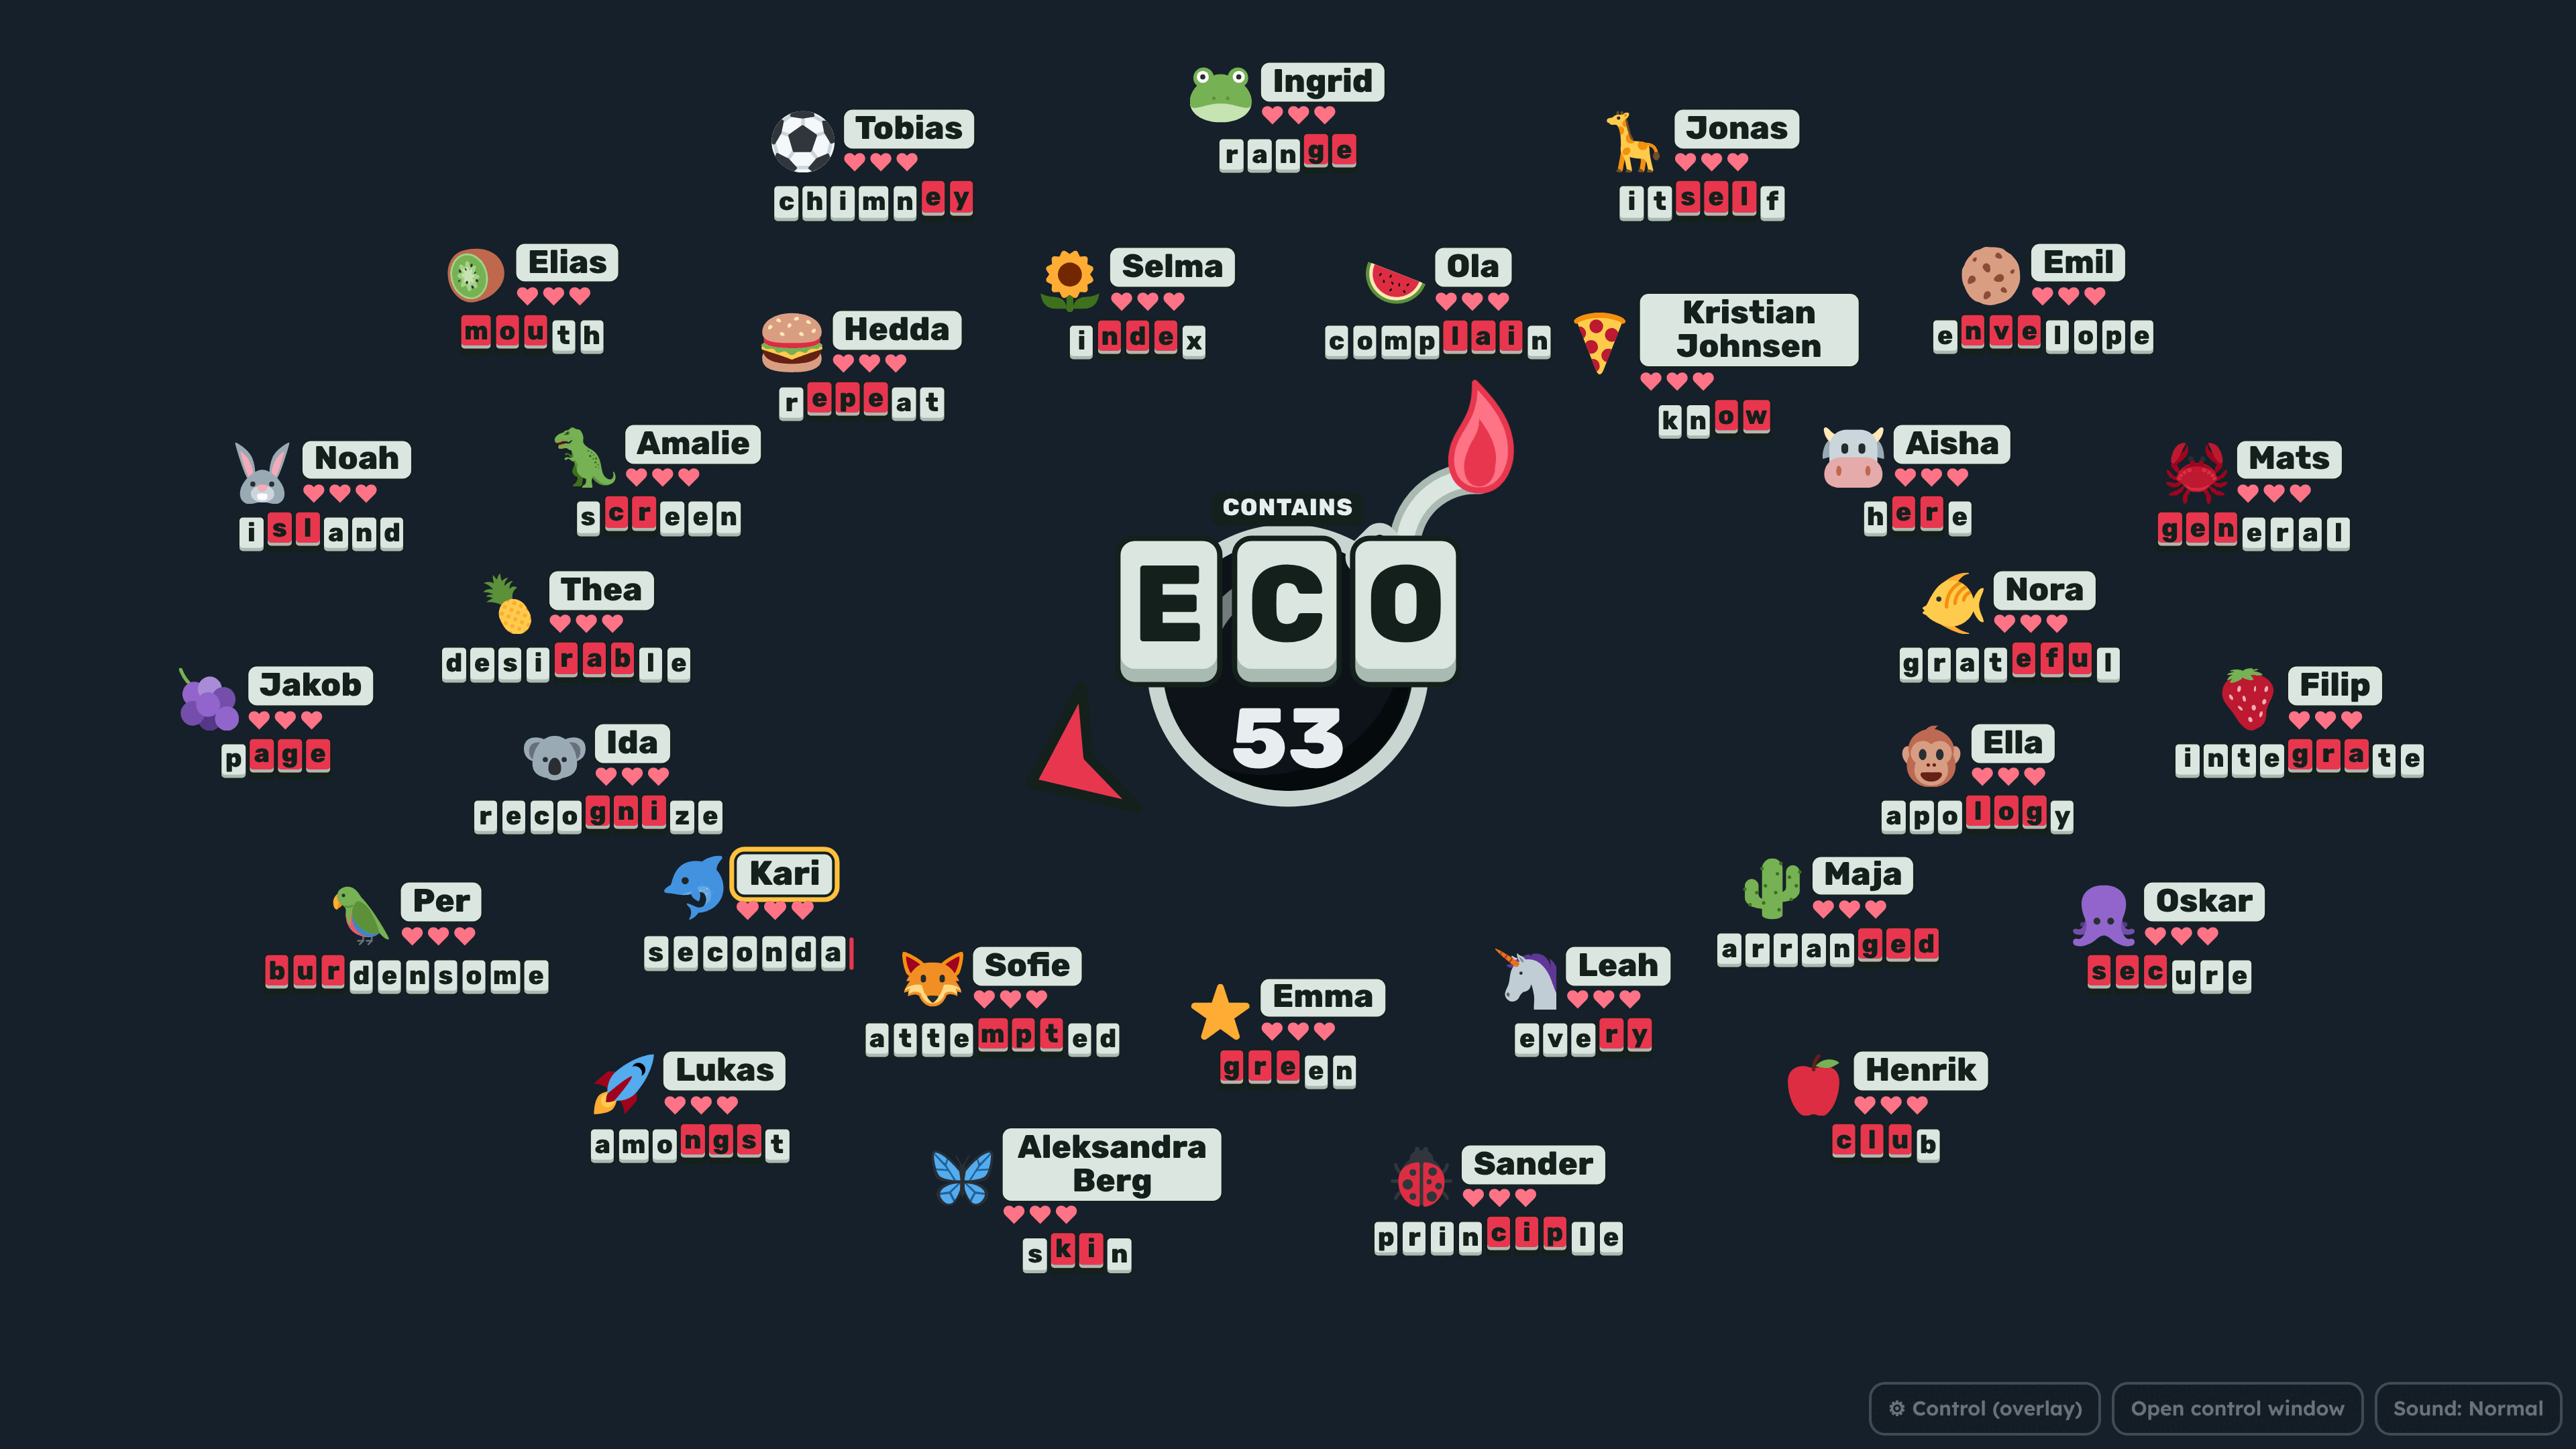 Ingrid
range
Tobias
chimney
Jonas
itself
Elias
mouth
Selma
index
Ola
complain
Emil
envelope
Hedda
repeat
Kristian
Johnsen
know
Noah
island
Amalie
screen
Aisha
here
Mats
general
CONTAINS
ECO
53
Thea
desirable
Nora
grateful
Jakob
page
Filip
integrate
Ida
recognize
Ella
apology
Kari
seconda
Maja
arranged
Per
burdensome
Oskar
secure
Sofie
attempted
Emma
green
Leah
every
Lukas
amongst
Henrik
club
Aleksandra
Berg
skin
Sander
principle
⚙ Control (overlay)
Open control window
Sound: Normal